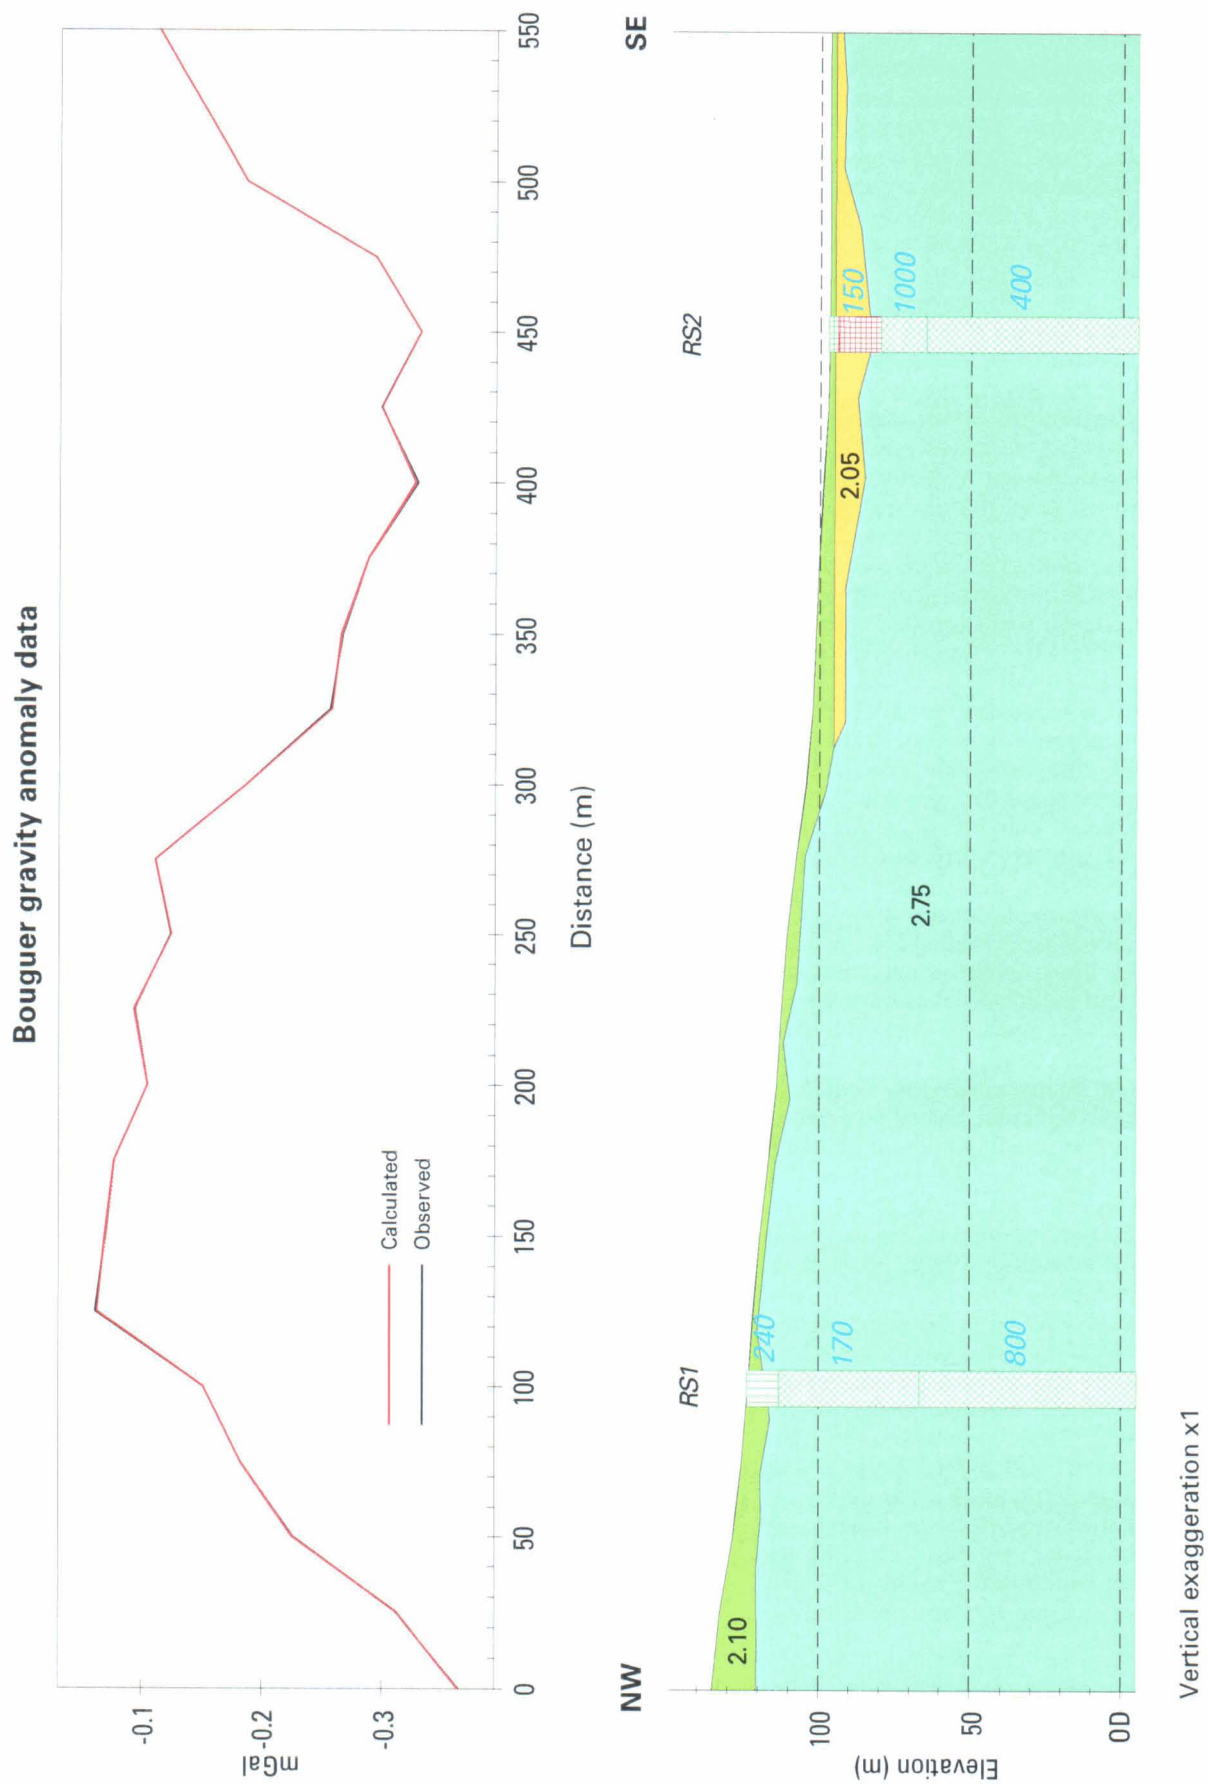 Bouguer gravity anomaly data
mGal
-0.1
-0.2
-0.3
Calculated
Observed
0
50
100
150
200
250
300
350
400
450
500
550
Distance (m)
NW
SE
RS1
RS2
Elevation (m)
100
50
OD
2.10
240
170
800
2.75
2.05
150
1000
400
Vertical exaggeration x1